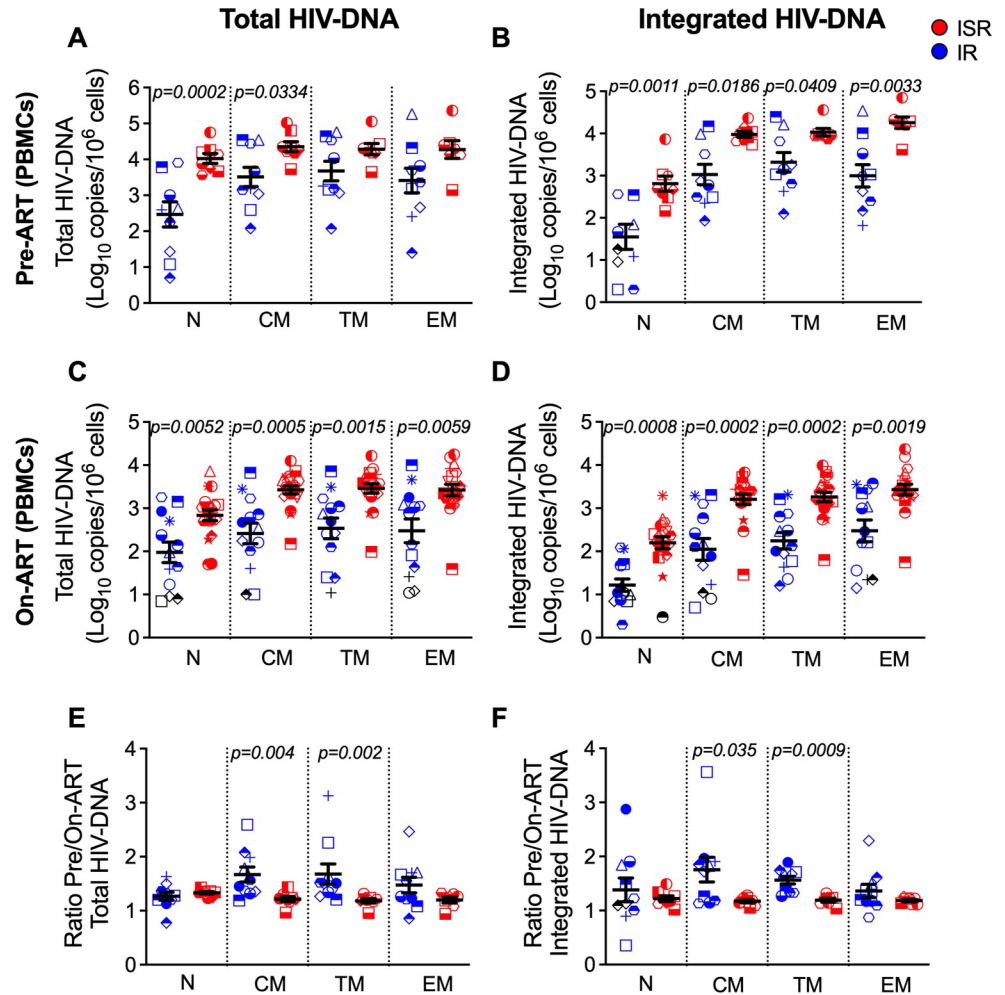 Total HIV-DNA
Integrated HIV-DNA
ISR
IR
A
Pre-ART (PBMCs)
Total HIV-DNA
(Log10 copies/10^6 cells)
6
5
4
3
2
1
0
p=0.0002 p=0.0334
N CM TM EM
B
Integrated HIV-DNA
(Log10 copies/10^6 cells)
5
4
3
2
1
0
p=0.0011 p=0.0186 p=0.0409 p=0.0033
N CM TM EM
C
On-ART (PBMCs)
Total HIV-DNA
(Log10 copies/10^6 cells)
5
4
3
2
1
0
p=0.0052 p=0.0005 p=0.0015 p=0.0059
N CM TM EM
D
Integrated HIV-DNA
(Log10 copies/10^6 cells)
5
4
3
2
1
0
p=0.0008 p=0.0002 p=0.0002 p=0.0019
N CM TM EM
E
Ratio Pre/On-ART
Total HIV-DNA
4
3
2
1
0
p=0.004 p=0.002
N CM TM EM
F
Ratio Pre/On-ART
Integrated HIV-DNA
4
3
2
1
0
p=0.035 p=0.0009
N CM TM EM